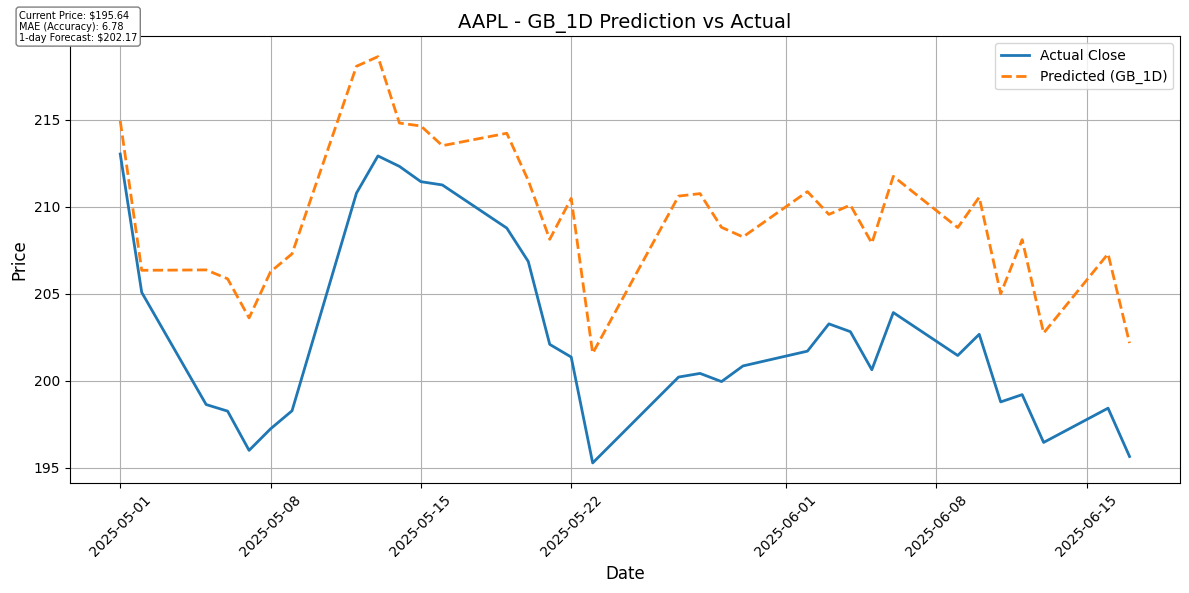 Current Price: $195.64
MAE (Accuracy): 6.78
1-day Forecast: $202.17
AAPL - GB_1D Prediction vs Actual
Actual Close
Predicted (GB_1D)
Price
215
210
205
200
195
2025-05-01
2025-05-08
2025-05-15
2025-05-22
2025-06-01
2025-06-08
2025-06-15
Date